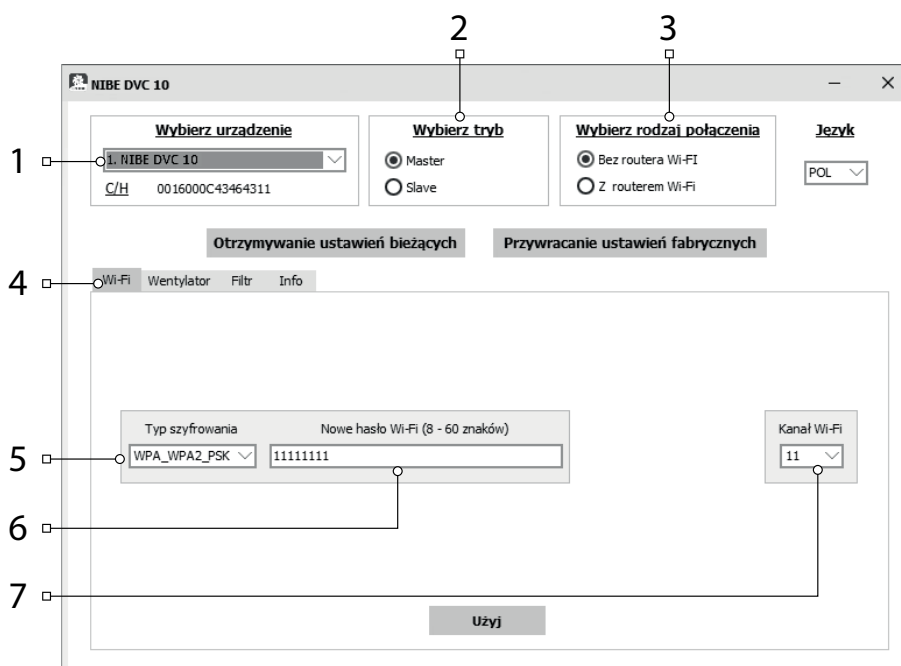 2
3
NIBE DVC 10
Wybierz urządzenie
Wybierz tryb
Wybierz rodzaj połączenia
Język
1
1. NIBE DVC 10
Master
Bez routera Wi-FI
POL
C/H 0016000C43464311
Slave
Z routerem Wi-Fi
Otrzymywanie ustawień bieżących
Przywracanie ustawień fabrycznych
4
Wi-Fi Wentylator Filtr Info
Typ szyfrowania
Nowe hasło Wi-Fi (8 - 60 znaków)
Kanał Wi-Fi
5
WPA_WPA2_PSK
11111111
11
6
7
Użyj